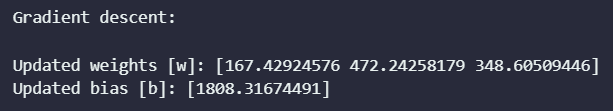 Gradient descent:
Updated weights [w]: [167.42924576 472.24258179 348.60509446]
Updated bias [b]: [1808.31674491]